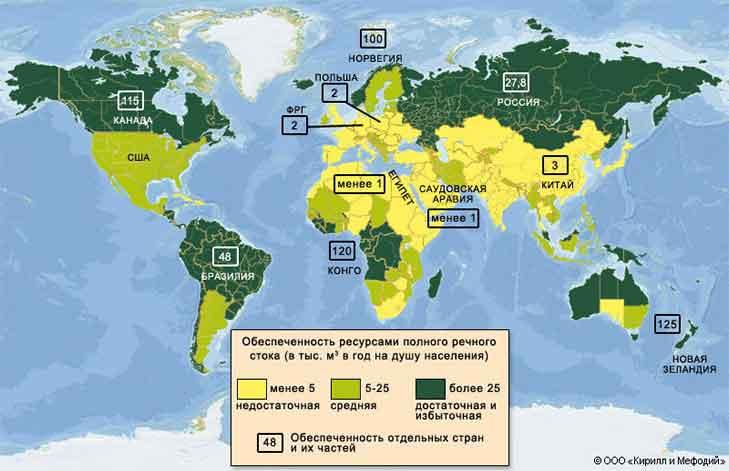 100
НОРВЕГИЯ
ПОЛЬША
2
ФРГ
2
27,8
РОССИЯ
115
КАНАДА
США
3
КИТАЙ
менее 1
ЕГИПЕТ
САУДОВСКАЯ
АРАВИЯ
менее 1
48
БРАЗИЛИЯ
120
КОНГО
125
НОВАЯ
ЗЕЛАНДИЯ
Обеспеченность ресурсами полного речного
стока (в тыс. м³ в год на душу населения)
менее 5
недостаточная
5-25
средняя
более 25
достаточная и
избыточная
48
Обеспеченность отдельных стран
и их частей
© ООО «Кирилл и Мефодий»